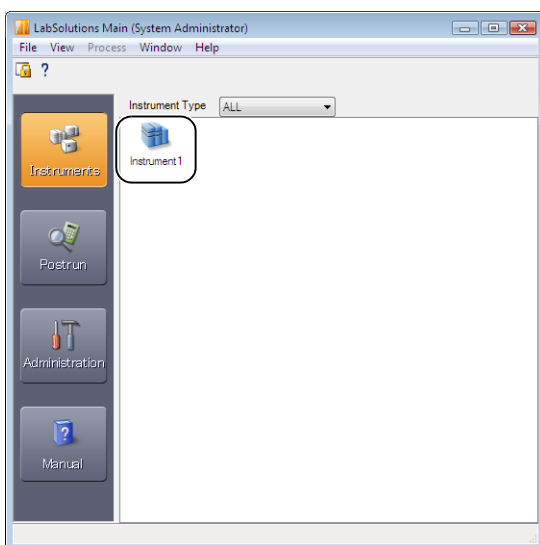 LabSolutions Main (System Administrator)
File View Process Window Help
?
Instrument Type ALL
Instruments
Instrument1
Postrun
Administration
?
Manual